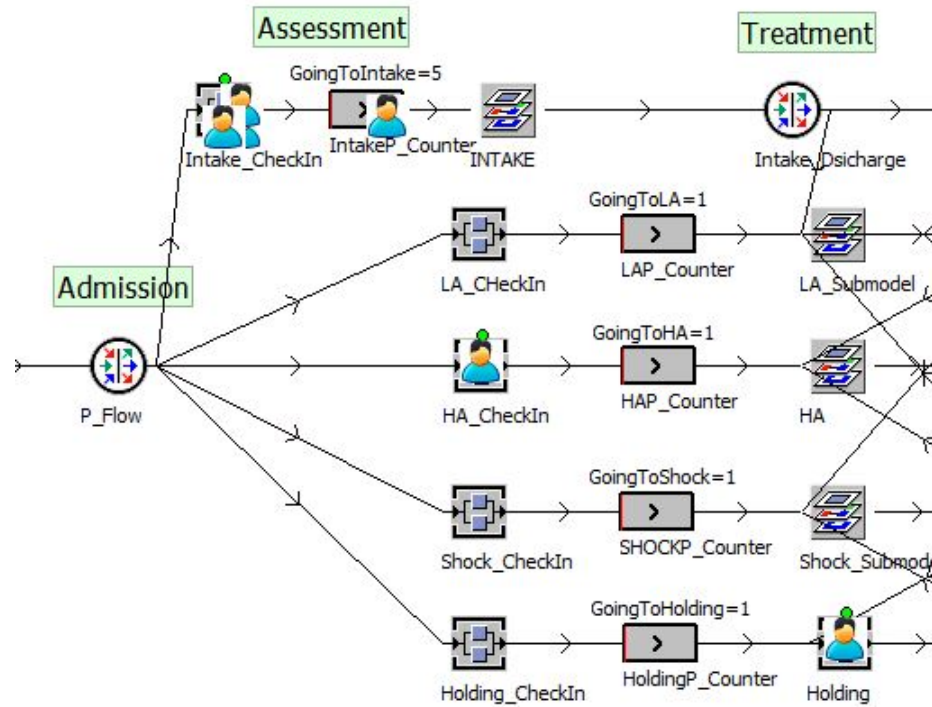 Assessment
Treatment
GoingToIntake=5
Intake_CheckIn
IntakeP_Counter
INTAKE
Intake_Dsicharge
GoingToLA=1
LA_CHeckIn
LAP_Counter
LA_Submodel
Admission
P_Flow
GoingToHA=1
HA_CheckIn
HAP_Counter
HA
GoingToShock=1
Shock_CheckIn
SHOCKP_Counter
Shock_Submode
GoingToHolding=1
Holding_CheckIn
HoldingP_Counter
Holding